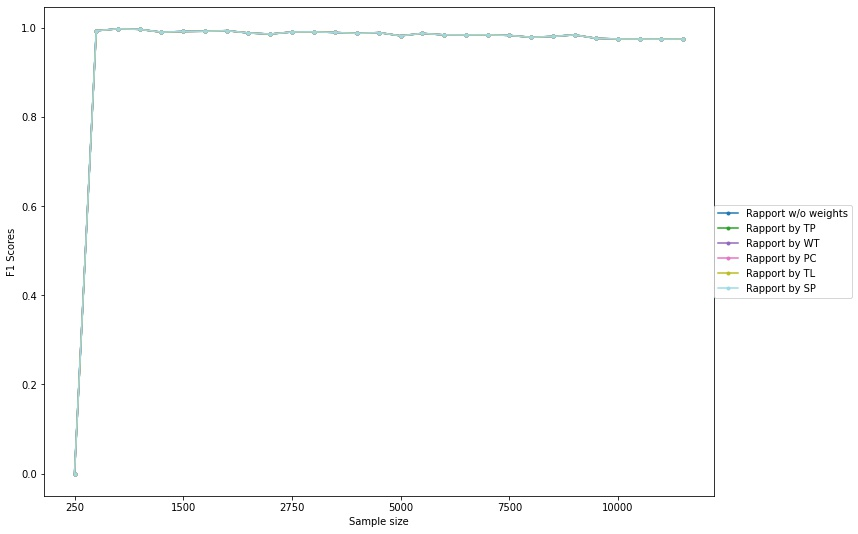 1.0
0.8
0.6
0.4
0.2
0.0
F1 Scores
250 1500 2750 5000 7500 10000
Sample size
Rapport w/o weights
Rapport by TP
Rapport by WT
Rapport by PC
Rapport by TL
Rapport by SP